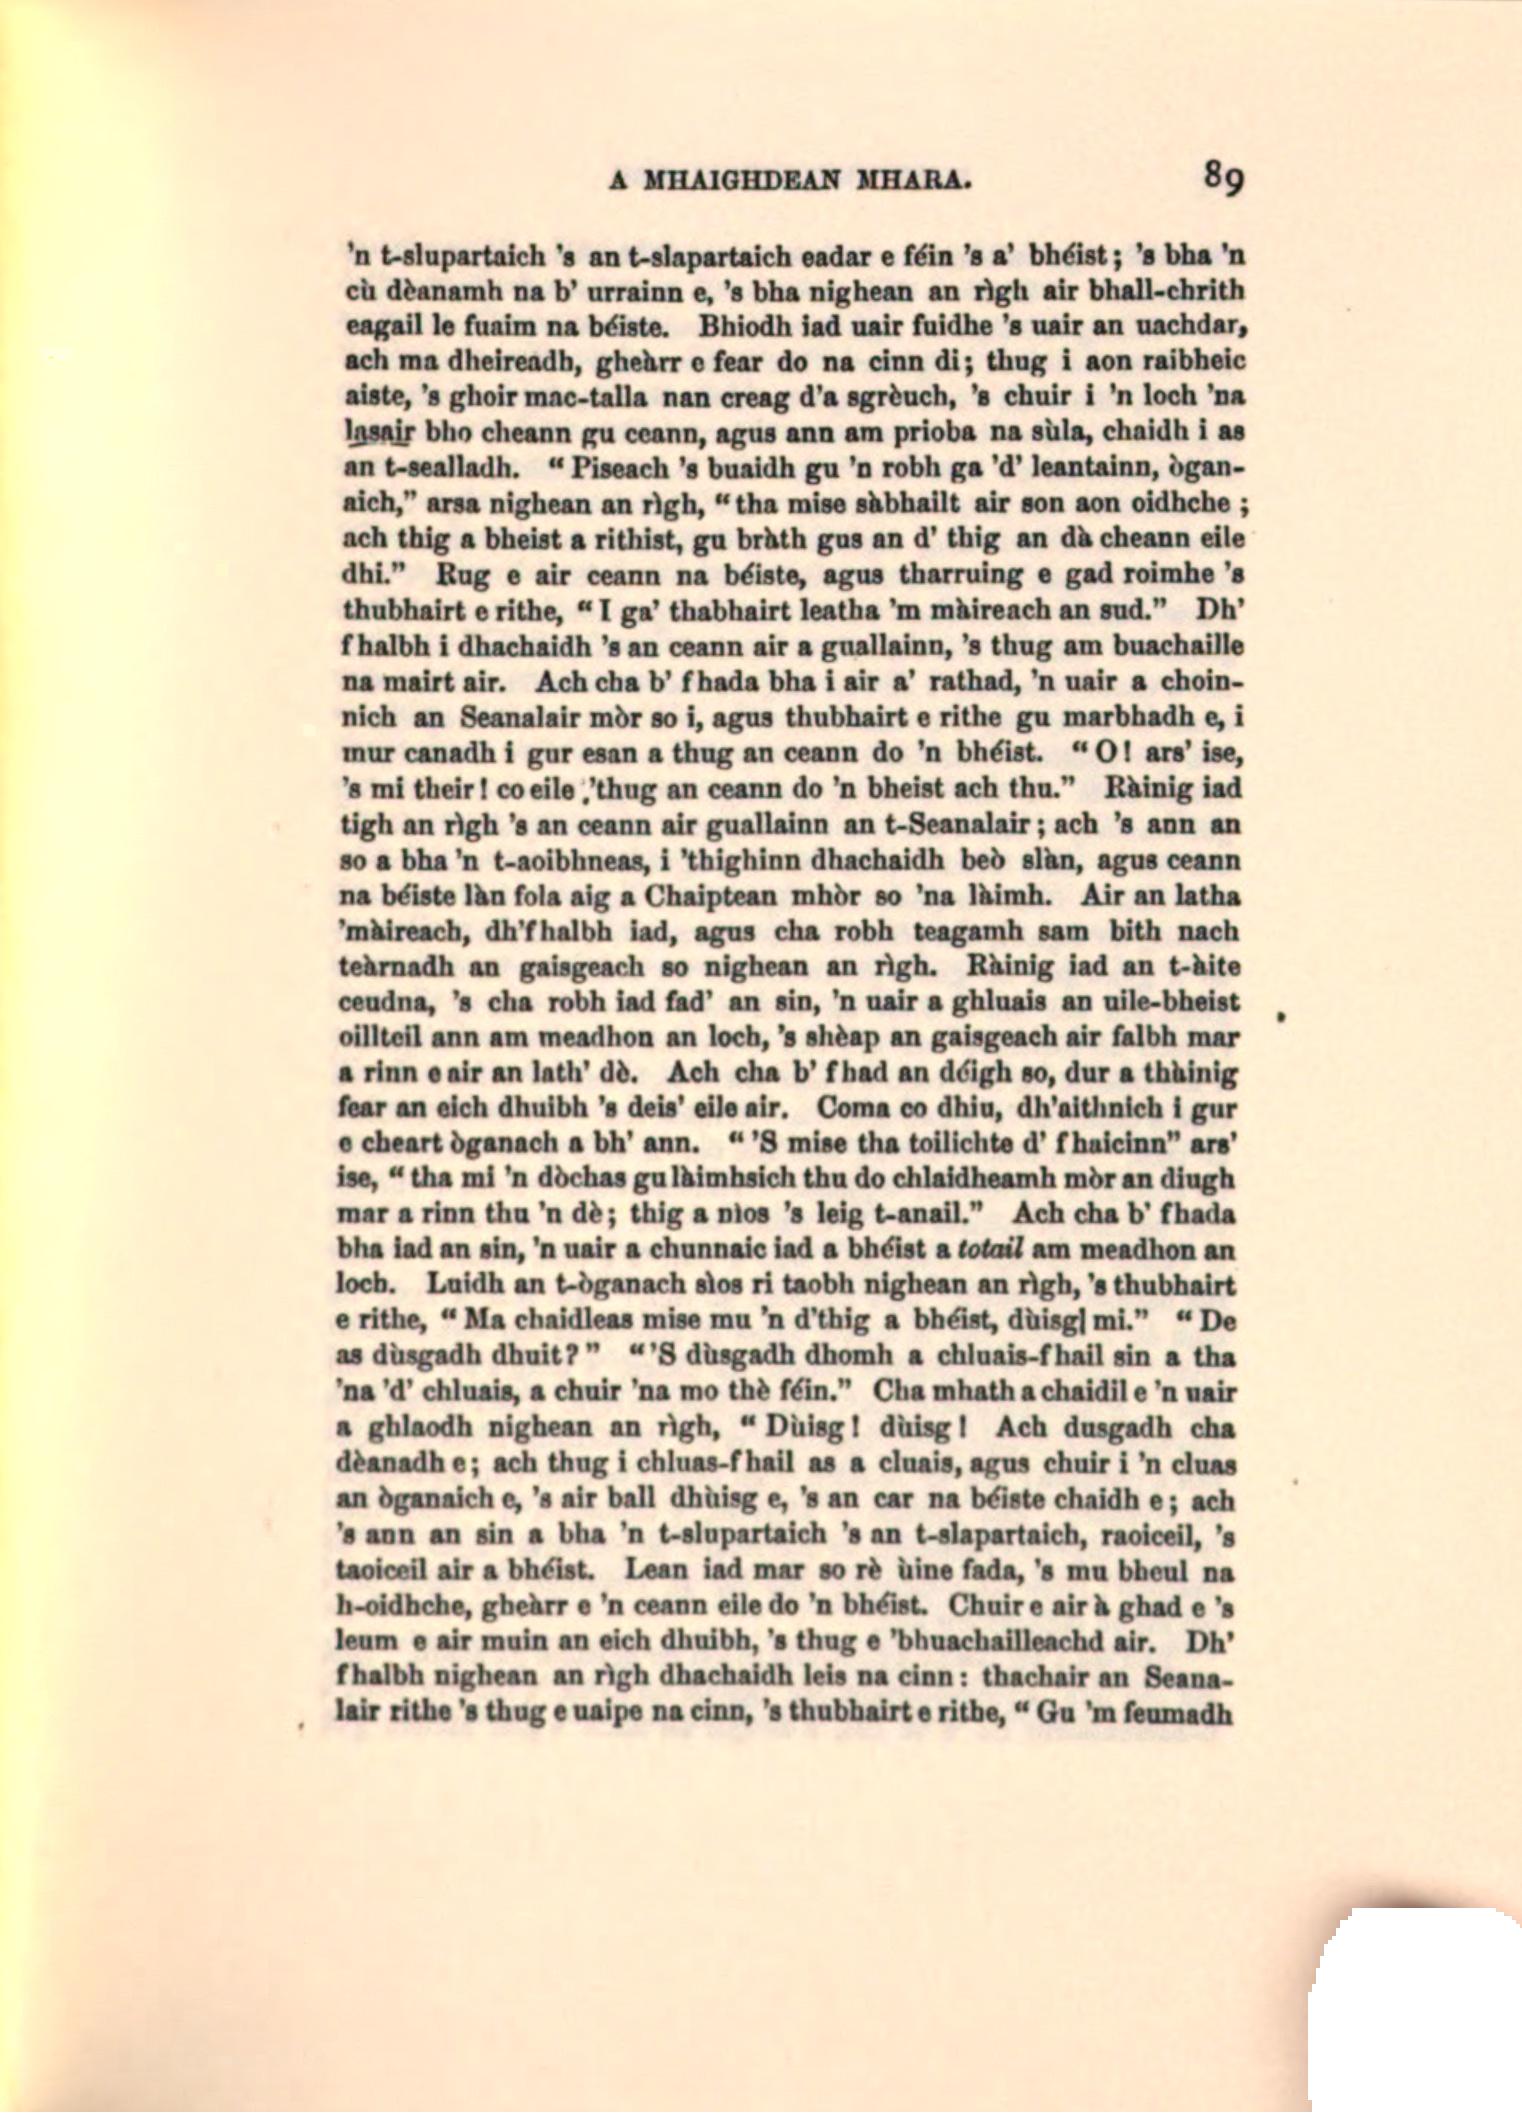 A MHAIGHDEAN MHARA. 89
'n t-slupartaich 's an t-slapartaich eadar e féin 's a' bhéist; 's bha 'n
cù dèanamh na b' urrainn e, 's bha nighean an rìgh air bhall-chrith
eagail le fuaim na béiste. Bhiodh iad uair fuidhe 's uair an uachdar,
ach ma dheireadh, gheàrr e fear do na cinn di; thug i aon raibheic
aiste, 's ghoir mac-talla nan creag d'a sgrèuch, 's chuir i 'n loch 'na
lasair bho cheann gu ceann, agus ann am prioba na sùla, chaidh i as
an t-sealladh. "Piseach 's buaidh gu 'n robh ga 'd' leantainn, ògan-
aich," arsa nighean an rìgh, "tha mise sàbhailt air son aon oidhche;
ach thig a bheist a rithist, gu bràth gus an d' thig an dà cheann eile
dhi." Rug e air ceann na béiste, agus tharruing e gad roimhe 's
thubhairt e rithe, "I ga' thabhairt leatha 'm màireach an sud." Dh'
fhalbh i dhachaidh 's an ceann air a guallainn, 's thug am buachaille
na mairt air. Ach cha b' fhada bha i air a' rathad, 'n uair a choin-
nich an Seanalair mòr so i, agus thubhairt e rithe gu marbhadh e, i
mur canadh i gur esan a thug an ceann do 'n bhéist. "O! ars' ise,
's mi their! co eile 'thug an ceann do 'n bheist ach thu." Ràinig iad
tigh an rìgh 's an ceann air guallainn an t-Seanalair; ach 's ann an
so a bha 'n t-aoibhneas, i 'thighinn dhachaidh beò slàn, agus ceann
na béiste làn fola aig a Chaiptean mhòr so 'na làimh. Air an latha
'màireach, dh'fhalbh iad, agus cha robh teagamh sam bith nach
teàrnadh an gaisgeach so nighean an rìgh. Ràinig iad an t-àite
ceudna, 's cha robh iad fad' an sin, 'n uair a ghluais an uile-bheist
oillteil ann am meadhon an loch, 's shèap an gaisgeach air falbh mar
a rinn e air an lath' dè. Ach cha b' fhad an déigh so, dur a thàinig
fear an eich dhuibh 's deis' eile air. Coma co dhiu, dh'aithnich i gur
e cheart òganach a bh' ann. "'S mise tha toilichte d' fhaicinn" ars'
ise, "tha mi 'n dòchas gu làimhsich thu do chlaidheamh mòr an diugh
mar a rinn thu 'n dè; thig a nìos 's leig t-anail." Ach cha b' fhada
bha iad an sin, 'n uair a chunnaic iad a bhéist a totail am meadhon an
loch. Luidh an t-òganach sìos ri taobh nighean an rìgh, 's thubhairt
e rithe, "Ma chaidleas mise mu 'n d'thig a bhéist, dùisg mi." "De
as dùsgadh dhuit?" "'S dùsgadh dhomh a chluais-fhail sin a tha
'na 'd' chluais, a chuir 'na mo thè féin." Cha mhath a chaidil e 'n uair
a ghlaodh nighean an rìgh, "Dùisg! dùisg! Ach dusgadh cha
dèanadh e; ach thug i chluas-fhail as a cluais, agus chuir i 'n cluas
an òganaich e, 's air ball dhùisg e, 's an car na béiste chaidh e; ach
's ann an sin a bha 'n t-slupartaich 's an t-slapartaich, raoiceil, 's
taoiceil air a bhéist. Lean iad mar so rè ùine fada, 's mu bheul na
h-oidhche, gheàrr e 'n ceann eile do 'n bhéist. Chuir e air à ghad e 's
leum e air muin an eich dhuibh, 's thug e 'bhuachailleachd air. Dh'
fhalbh nighean an rìgh dhachaidh leis na cinn: thachair an Seana-
lair rithe 's thug e uaipe na cinn, 's thubhairt e rithe, "Gu 'm feumadh